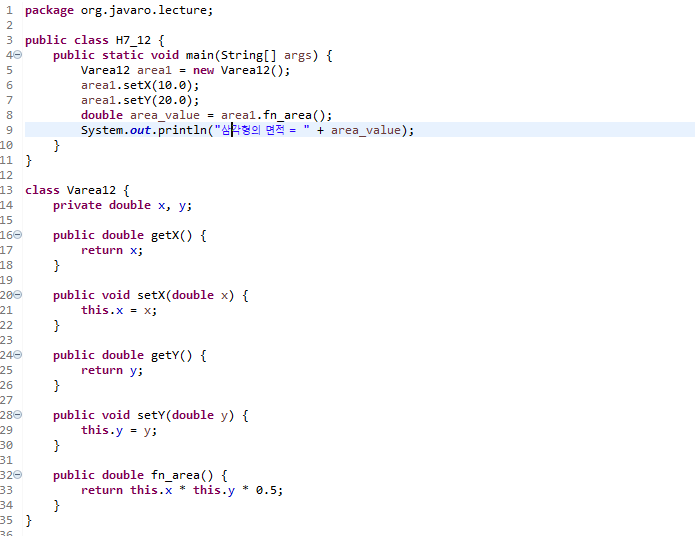 1 package org.javaro.lecture;
2
3 public class H7_12 {
4 public static void main(String[] args) {
5 Varea12 area1 = new Varea12();
6 area1.setX(10.0);
7 area1.setY(20.0);
8 double area_value = area1.fn_area();
9 System.out.println("삼각형의 면적 = " + area_value);
10 }
11 }
12
13 class Varea12 {
14 private double x, y;
15
16 public double getX() {
17 return x;
18 }
19
20 public void setX(double x) {
21 this.x = x;
22 }
23
24 public double getY() {
25 return y;
26 }
27
28 public void setY(double y) {
29 this.y = y;
30 }
31
32 public double fn_area() {
33 return this.x * this.y * 0.5;
34 }
35 }
36